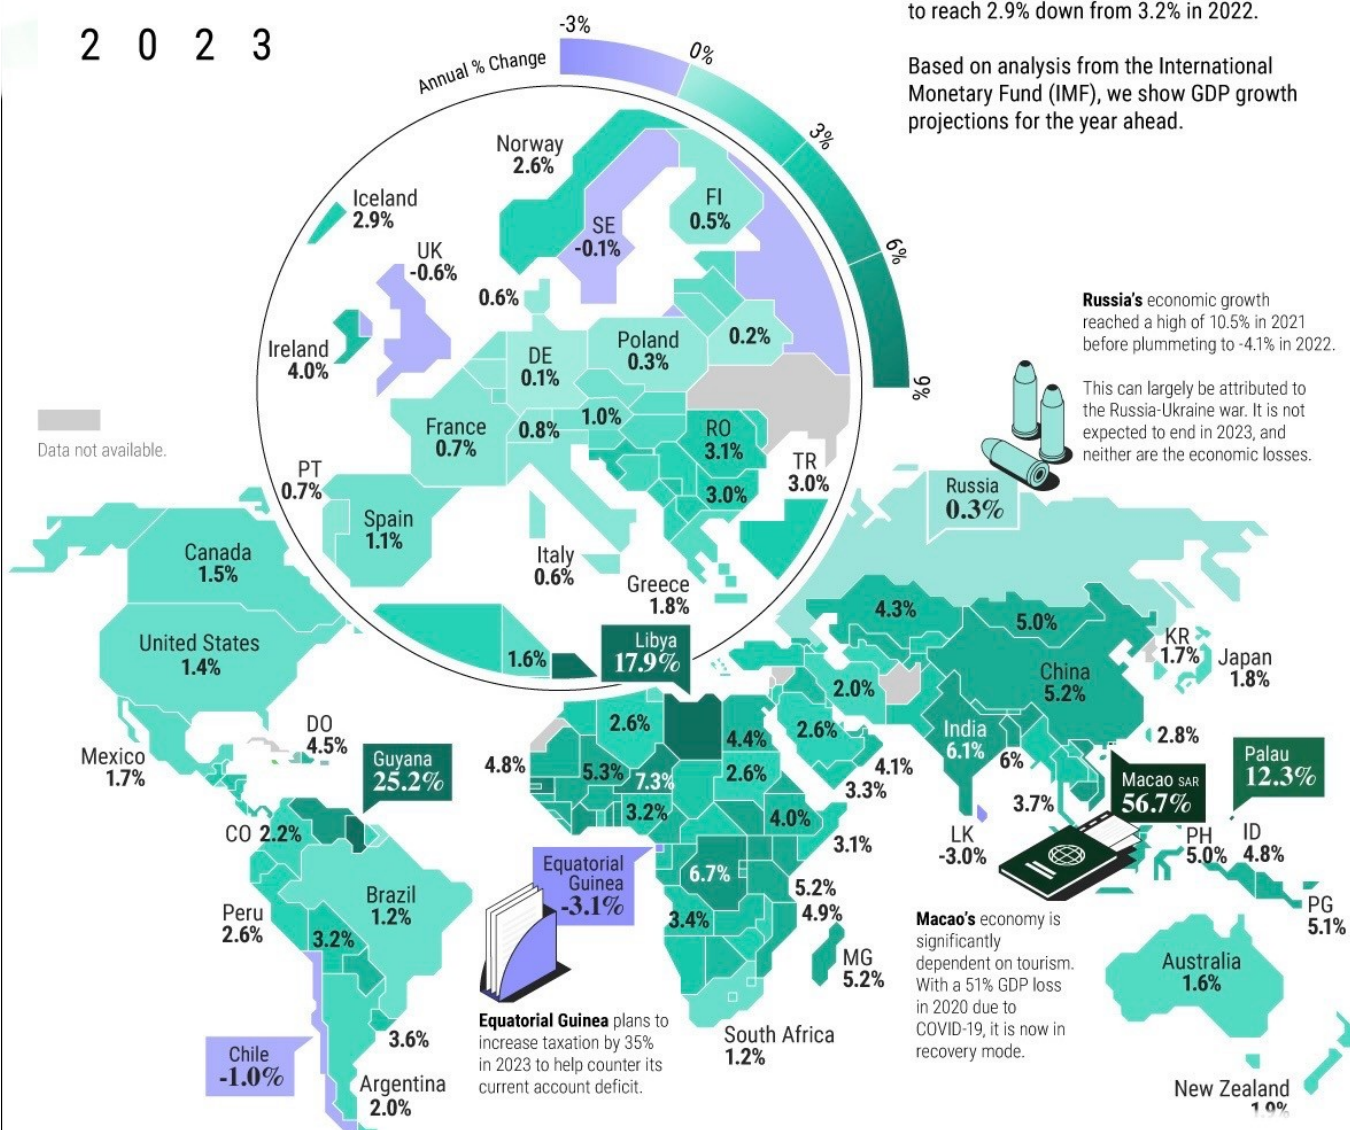 2 0 2 3
to reach 2.9% down from 3.2% in 2022.
Based on analysis from the International
Monetary Fund (IMF), we show GDP growth
projections for the year ahead.
Annual % Change
-3%
0%
3%
6%
9%
Norway
2.6%
Iceland
2.9%
UK
-0.6%
SE
-0.1%
FI
0.5%
0.6%
Ireland
4.0%
DE
0.1%
Poland
0.3%
0.2%
France
0.7%
0.8%
1.0%
RO
3.1%
3.0%
TR
3.0%
PT
0.7%
Spain
1.1%
Italy
0.6%
Greece
1.8%
1.6%
Libya
17.9%
Data not available.
Russia's economic growth
reached a high of 10.5% in 2021
before plummeting to -4.1% in 2022.
This can largely be attributed to
the Russia-Ukraine war. It is not
expected to end in 2023, and
neither are the economic losses.
Russia
0.3%
Canada
1.5%
United States
1.4%
Mexico
1.7%
DO
4.5%
Guyana
25.2%
CO 2.2%
Brazil
1.2%
Peru
2.6%
3.2%
3.6%
Chile
-1.0%
Argentina
2.0%
4.8%
2.6%
4.4%
5.3%
7.3%
2.6%
3.2%
4.0%
3.1%
6.7%
5.2%
4.9%
3.4%
MG
5.2%
South Africa
1.2%
Equatorial
Guinea
-3.1%
Equatorial Guinea plans to
increase taxation by 35%
in 2023 to help counter its
current account deficit.
4.3%
5.0%
China
5.2%
KR
1.7%
Japan
1.8%
2.0%
2.6%
India
6.1%
6%
2.8%
4.1%
3.3%
3.7%
LK
-3.0%
Macao SAR
56.7%
Palau
12.3%
PH
5.0%
ID
4.8%
PG
5.1%
Macao's economy is
significantly
dependent on tourism.
With a 51% GDP loss
in 2020 due to
COVID-19, it is now in
recovery mode.
Australia
1.6%
New Zealand
1.9%